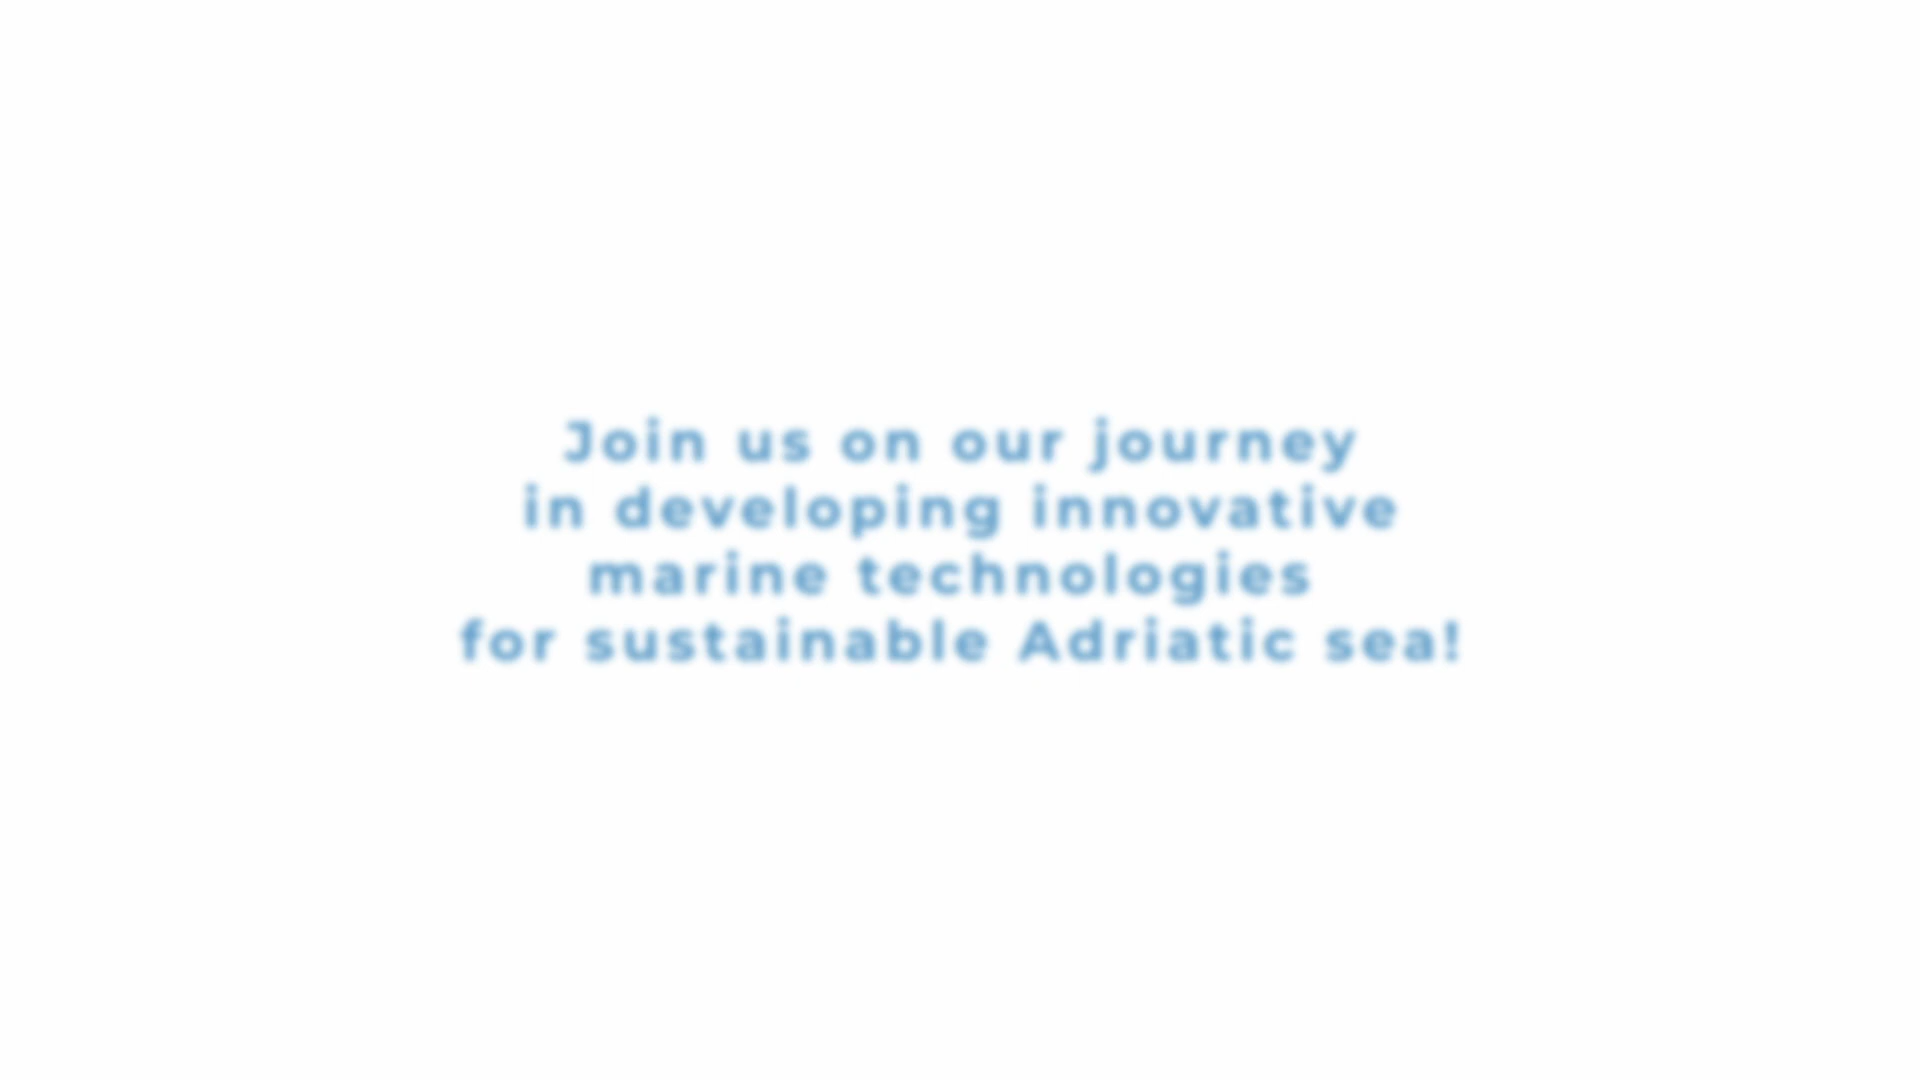 Join us on our journey
in developing innovative
marine technologies
for sustainable Adriatic sea!